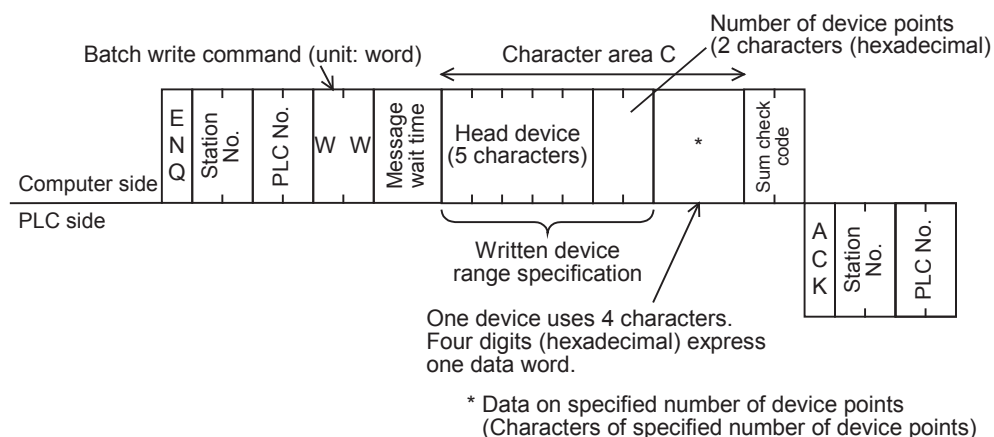 Number of device points
(2 characters (hexadecimal)
Batch write command (unit: word)
Character area C
E
N
Q
Station
No.
PLC No.
W W
Message
wait time
Head device
(5 characters)
*
Sum check
code
Computer side
PLC side
A
C
K
Station
No.
PLC No.
Written device
range specification
One device uses 4 characters.
Four digits (hexadecimal) express
one data word.
* Data on specified number of device points
(Characters of specified number of device points)